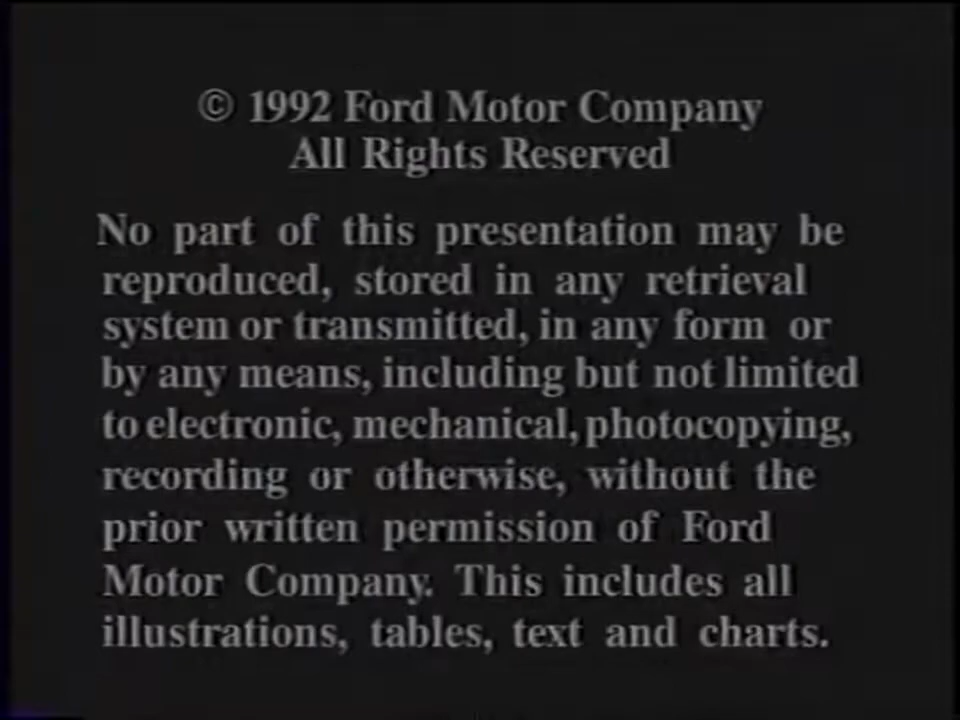 © 1992 Ford Motor Company
All Rights Reserved
No part of this presentation may be
reproduced, stored in any retrieval
system or transmitted, in any form or
by any means, including but not limited
to electronic, mechanical, photocopying,
recording or otherwise, without the
prior written permission of Ford
Motor Company. This includes all
illustrations, tables, text and charts.